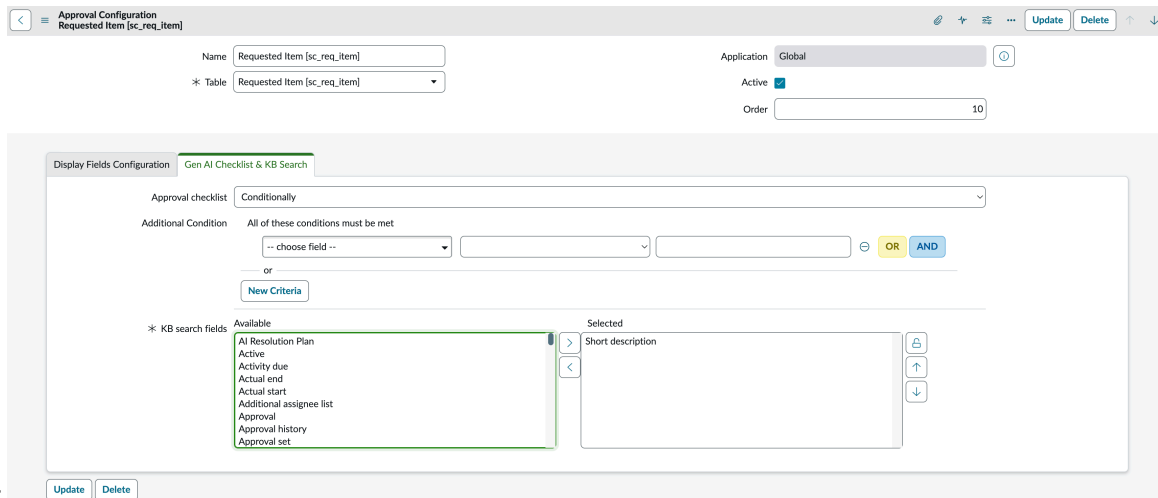 Approval Configuration
Requested Item [sc_req_item]
Update
Delete
Name
Requested Item [sc_req_item]
Application
Global
Table
Requested Item [sc_req_item]
Active
Order
10
Display Fields Configuration
Gen AI Checklist & KB Search
Approval checklist
Conditionally
Additional Condition
All of these conditions must be met
-- choose field --
OR
AND
or
New Criteria
KB search fields
Available
Selected
AI Resolution Plan
Active
Activity due
Actual end
Actual start
Additional assignee list
Approval
Approval history
Approval set
Short description
Update
Delete